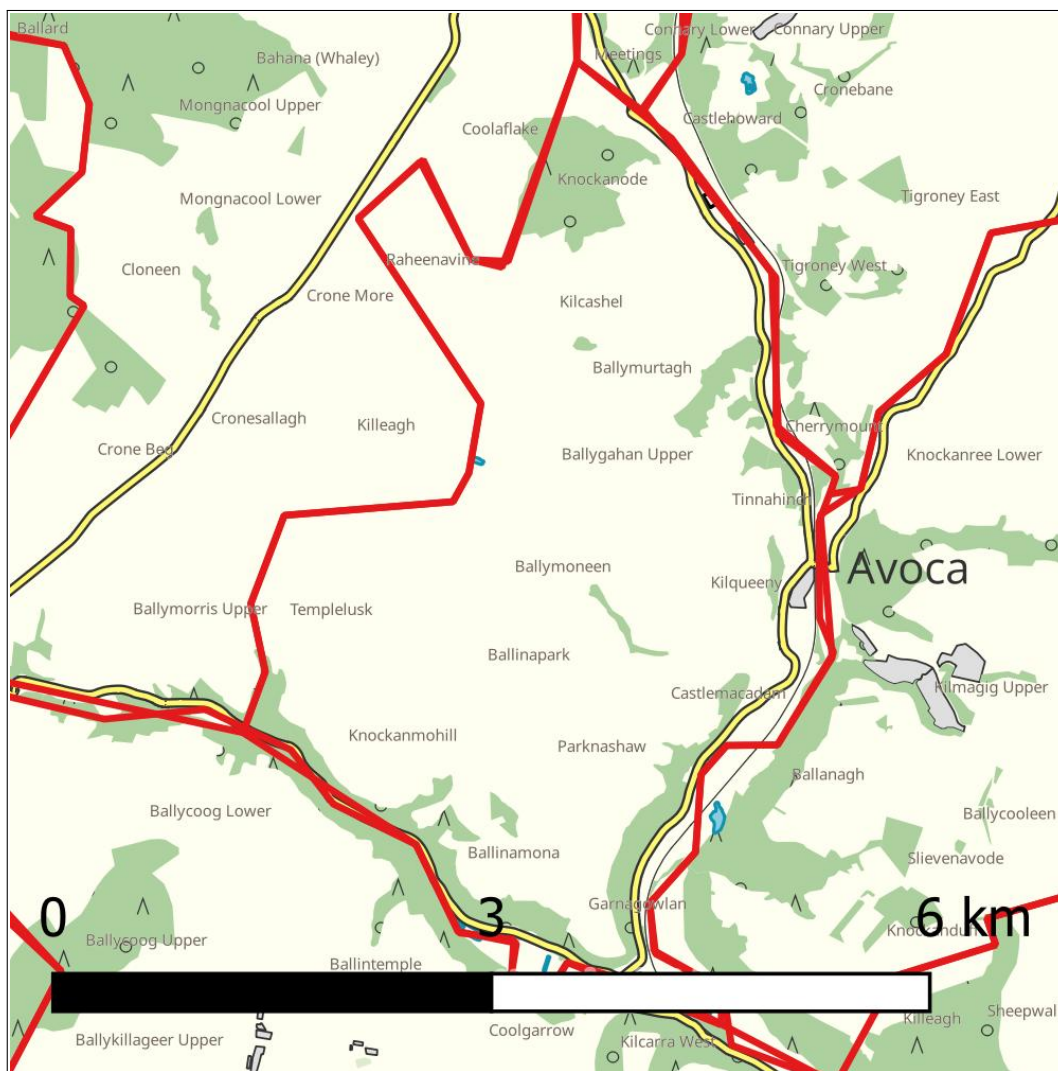 Ballard
Connary Lower
Connary Upper
Bahana (Whaley)
Meetings
Cronebane
Mongnacool Upper
Castlehoward
Coolaflake
Knockanode
Mongnacool Lower
Tigroney East
Cloneen
Raheenavine
Tigroney West
Crone More
Kilcashel
Ballymurtagh
Cronesallagh
Killeagh
Cherrymount
Crone Beg
Ballygahan Upper
Knockanree Lower
Tinnahinch
Ballymoneen
Avoca
Kilqueeny
Ballymorris Upper
Templelusk
Ballinapark
Kilmagig Upper
Castlemacadam
Knockanmohill
Parknashaw
Ballanagh
Ballycoog Lower
Ballycooleen
Ballinamona
Slievenavode
Garnagowlan
0 3 6 km
Ballycoog Upper
Knockanduff
Ballintemple
Sheepwal
Coolgarrow
Killeagh
Ballykillageer Upper
Kilcarra West